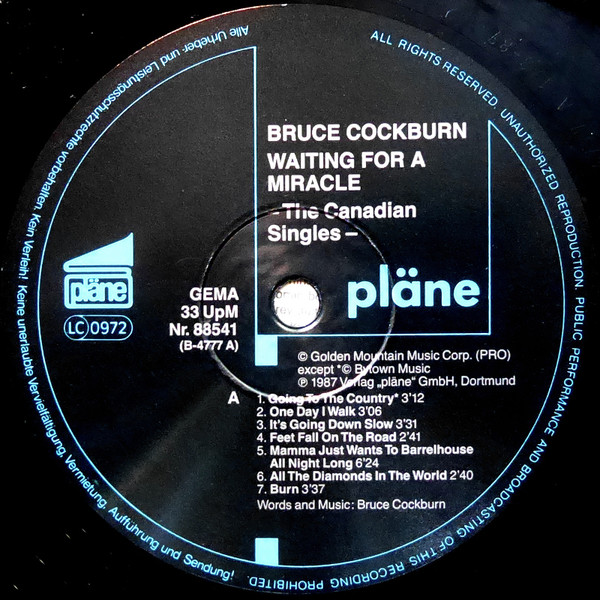 Alle Urheber- und Leistungsschutzrechte vorbehalten. Kein Verleih! Keine unerlaubte Vervielfältigung, Vermietung, Aufführung und Sendung!
ALL RIGHTS RESERVED. UNAUTHORIZED REPRODUCTION. PUBLIC PERFORMANCE AND BROADCASTING OF THIS RECORDING PROHIBITED.
BRUCE COCKBURN
WAITING FOR A
MIRACLE
-The Canadian
Singles–
pläne
pläne
LC 0972
GEMA
33 UpM
Nr. 88541
(B-4777 A)
© Golden Mountain Music Corp. (PRO)
except *© Bytown Music
℗ 1987 Verlag „pläne“ GmbH, Dortmund
A
1. Going To The Country* 3'12
2. One Day I Walk 3'06
3. It's Going Down Slow 3'31
4. Feet Fall On The Road 2'41
5. Mamma Just Wants To Barrelhouse
All Night Long 6'24
6. All The Diamonds In The World 2'40
7. Burn 3'37
Words and Music: Bruce Cockburn